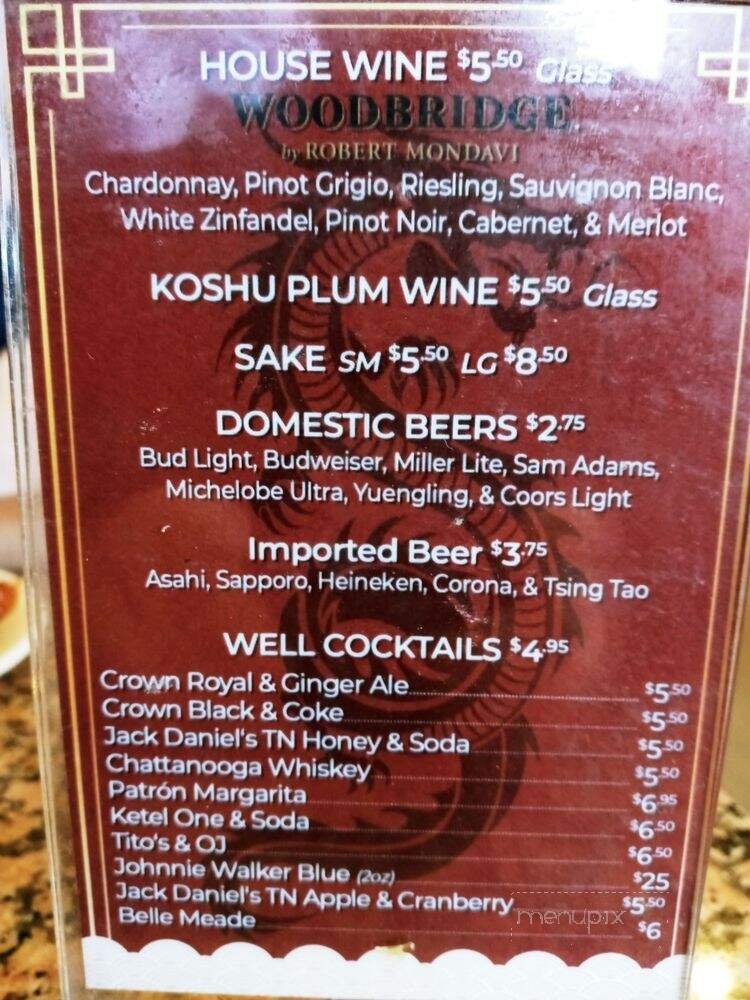 HOUSE WINE $5.50 Glass
WOODBRIDGE
by ROBERT MONDAVI
Chardonnay, Pinot Grigio, Riesling, Sauvignon Blanc,
White Zinfandel, Pinot Noir, Cabernet, & Merlot
KOSHU PLUM WINE $5.50 Glass
SAKE SM $5.50 LG $8.50
DOMESTIC BEERS $2.75
Bud Light, Budweiser, Miller Lite, Sam Adams,
Michelobe Ultra, Yuengling, & Coors Light
Imported Beer $3.75
Asahi, Sapporo, Heineken, Corona, & Tsing Tao
WELL COCKTAILS $4.95
Crown Royal & Ginger Ale $5.50
Crown Black & Coke $5.50
Jack Daniel's TN Honey & Soda $5.50
Chattanooga Whiskey $5.50
Patrón Margarita $6.95
Ketel One & Soda $6.50
Tito's & OJ $6.50
Johnnie Walker Blue (2oz) $25
Jack Daniel's TN Apple & Cranberry $5.50
Belle Meade $6
menupix